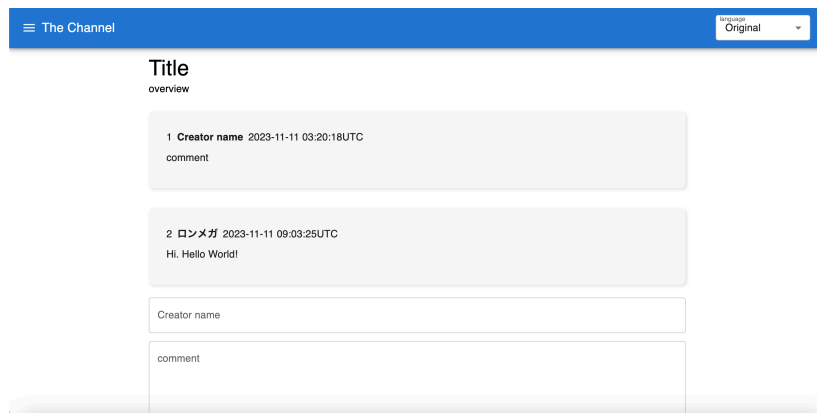 The Channel
language
Original
Title
overview
1 Creator name 2023-11-11 03:20:18UTC
comment
2 ロンメガ 2023-11-11 09:03:25UTC
Hi. Hello World!
Creator name
comment